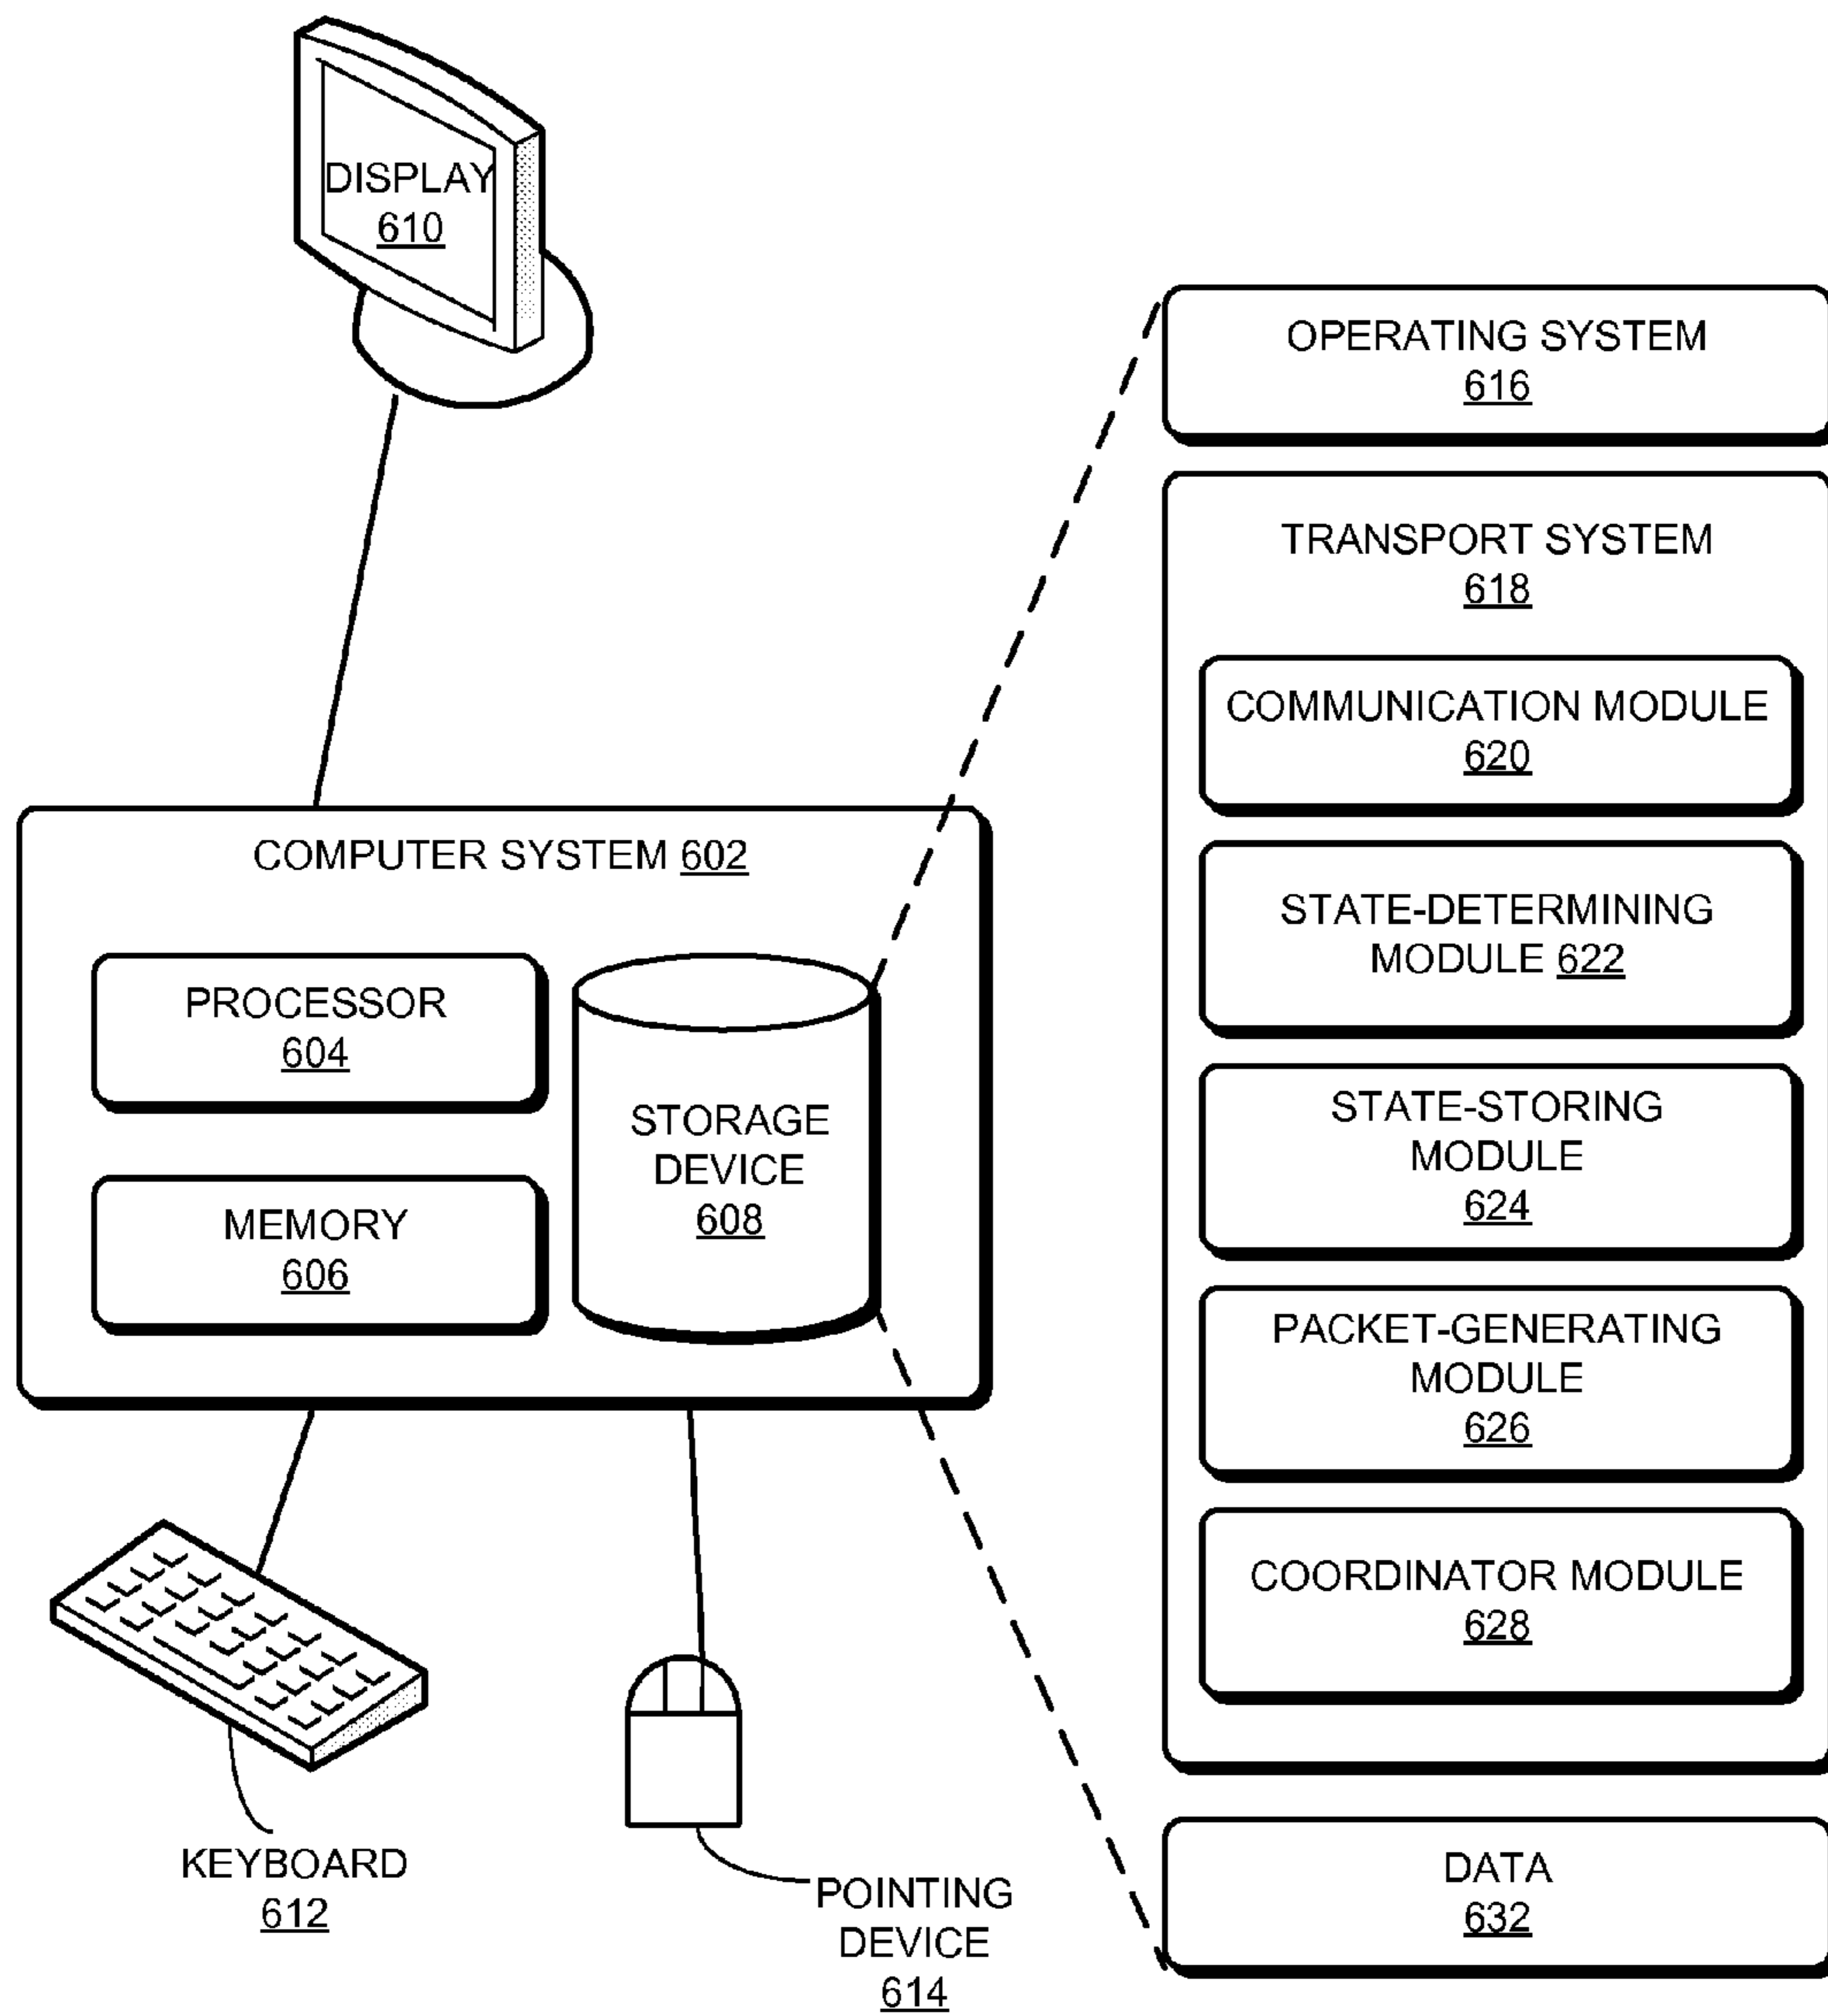 DISPLAY
610
OPERATING SYSTEM
616
TRANSPORT SYSTEM
618
COMMUNICATION MODULE
620
STATE-DETERMINING
MODULE 622
STATE-STORING
MODULE
624
PACKET-GENERATING
MODULE
626
COORDINATOR MODULE
628
DATA
632
COMPUTER SYSTEM 602
PROCESSOR
604
MEMORY
606
STORAGE
DEVICE
608
KEYBOARD
612
POINTING
DEVICE
614